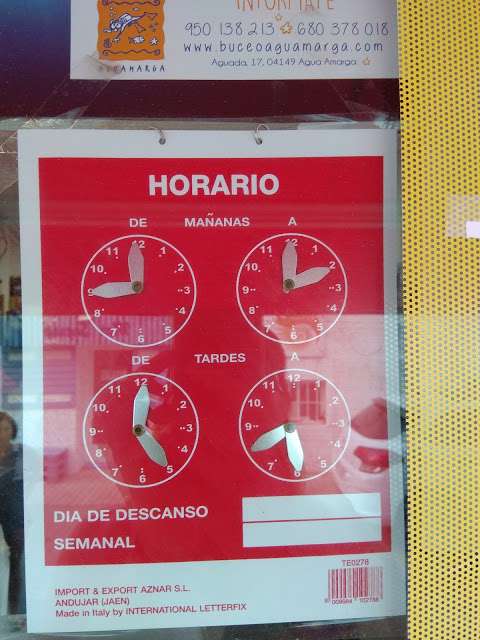 INFÓRMATE
950 138 213 ☆ 680 378 018
www.buceoaguamarga.com
Aguada, 17, 04149 Agua Amarga ☆
HORARIO
DE MAÑANAS A
12 1 2 3 4 5 6 7 8 9 10 11
12 1 2 3 4 5 6 7 8 9 10 11
DE TARDES A
12 1 2 3 4 5 6 7 8 9 10 11
12 1 2 3 4 5 6 7 8 9 10 11
DIA DE DESCANSO
SEMANAL
TE0278
IMPORT & EXPORT AZNAR S.L.
ANDUJAR (JAEN)
Made in Italy by INTERNATIONAL LETTERFIX